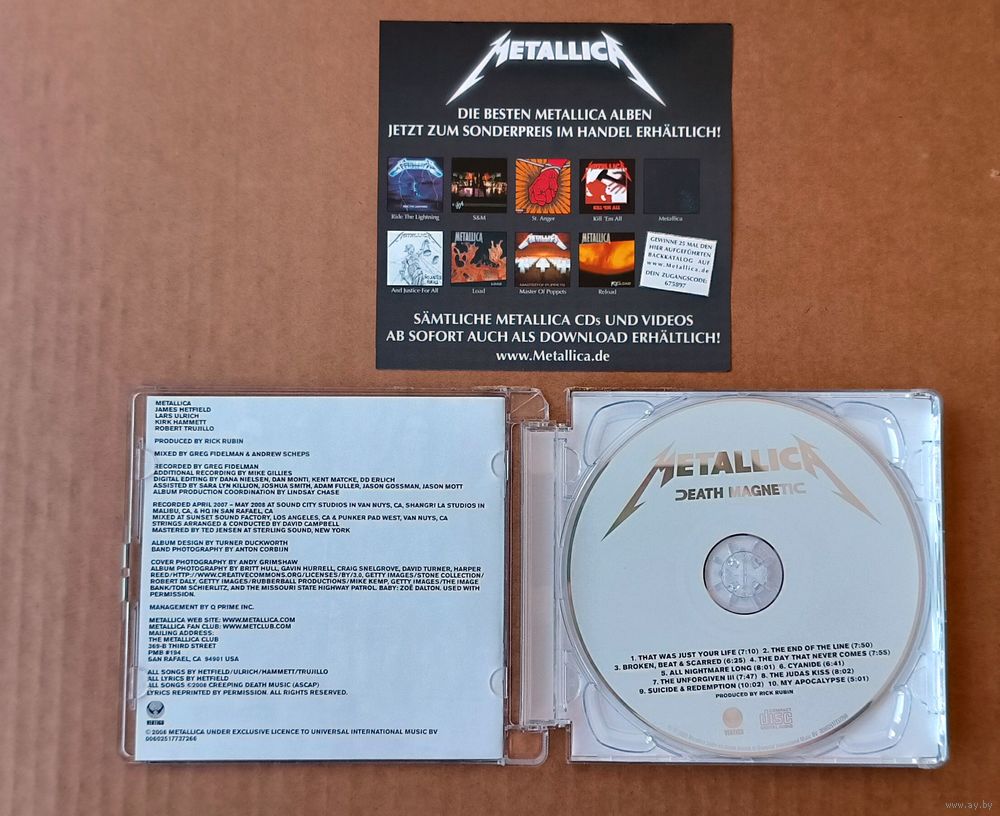 METALLICA
DIE BESTEN METALLICA ALBEN
JETZT ZUM SONDERPREIS IM HANDEL ERHÄLTLICH!
Ride The Lightning
S&M
St. Anger
Kill 'Em All
Metallica
METALLICA
KILL 'EM ALL
And Justice For All
Load
Master Of Puppets
Reload
METALLICA
METALLICA
GEWINNE 25 MAL DEN
HIER AUFGEFÜHRTEN
BACKKATALOG AUF
www.Metallica.de
DEIN ZUGANGSCODE:
675897
SÄMTLICHE METALLICA CDs UND VIDEOS
AB SOFORT AUCH ALS DOWNLOAD ERHÄLTLICH!
www.Metallica.de
METALLICA
JAMES HETFIELD
LARS ULRICH
KIRK HAMMETT
ROBERT TRUJILLO
PRODUCED BY RICK RUBIN
MIXED BY GREG FIDELMAN & ANDREW SCHEPS
RECORDED BY GREG FIDELMAN
ADDITIONAL RECORDING BY MIKE GILLIES
DIGITAL EDITING BY DANA NIELSEN, DAN MONTI, KENT MATCKE, DD ERLICH
ASSISTED BY SARA LYN KILLION, JOSHUA SMITH, ADAM FULLER, JASON GOSSMAN, JASON MOTT
ALBUM PRODUCTION COORDINATION BY LINDSAY CHASE
RECORDED APRIL 2007 – MAY 2008 AT SOUND CITY STUDIOS IN VAN NUYS, CA, SHANGRI LA STUDIOS IN
MALIBU, CA, & HQ IN SAN RAFAEL, CA
MIXED AT SUNSET SOUND FACTORY, LOS ANGELES, CA & PUNKER PAD WEST, VAN NUYS, CA
STRINGS ARRANGED & CONDUCTED BY DAVID CAMPBELL
MASTERED BY TED JENSEN AT STERLING SOUND, NEW YORK
ALBUM DESIGN BY TURNER DUCKWORTH
BAND PHOTOGRAPHY BY ANTON CORBIJN
COVER PHOTOGRAPHY BY ANDY GRIMSHAW
ALBUM PHOTOGRAPHY BY BRITT HULL, GAVIN HURRELL, CRAIG SNELGROVE, DAVID TURNER, HARPER
REED/HTTP://WWW.CREATIVECOMMONS.ORG/LICENSES/BY/3.0, GETTY IMAGES/STONE COLLECTION/
ROBERT DALY, GETTY IMAGES/RUBBERBALL PRODUCTIONS/MIKE KEMP, GETTY IMAGES/THE IMAGE
BANK/TOM SCHIERLITZ, AND THE MISSOURI STATE HIGHWAY PATROL. BABY: ZOË DALTON. USED WITH
PERMISSION.
MANAGEMENT BY Q PRIME INC.
METALLICA WEB SITE: WWW.METALLICA.COM
METALLICA FAN CLUB: WWW.METCLUB.COM
MAILING ADDRESS:
THE METALLICA CLUB
369-B THIRD STREET
PMB #194
SAN RAFAEL, CA 94901 USA
ALL SONGS BY HETFIELD/ULRICH/HAMMETT/TRUJILLO
ALL LYRICS BY HETFIELD
ALL SONGS ©2008 CREEPING DEATH MUSIC (ASCAP)
LYRICS REPRINTED BY PERMISSION. ALL RIGHTS RESERVED.
© 2008 METALLICA UNDER EXCLUSIVE LICENCE TO UNIVERSAL INTERNATIONAL MUSIC BV
00602517737266
METALLICA
DEATH MAGNETIC
1. THAT WAS JUST YOUR LIFE (7:10) 2. THE END OF THE LINE (7:50)
3. BROKEN, BEAT & SCARRED (6:25) 4. THE DAY THAT NEVER COMES (7:55)
5. ALL NIGHTMARE LONG (8:01) 6. CYANIDE (6:41)
7. THE UNFORGIVEN III (7:47) 8. THE JUDAS KISS (8:02)
9. SUICIDE & REDEMPTION (10:02) 10. MY APOCALYPSE (5:01)
PRODUCED BY RICK RUBIN
VERTIGO
COMPACT
disc
DIGITAL AUDIO
www.ay.by